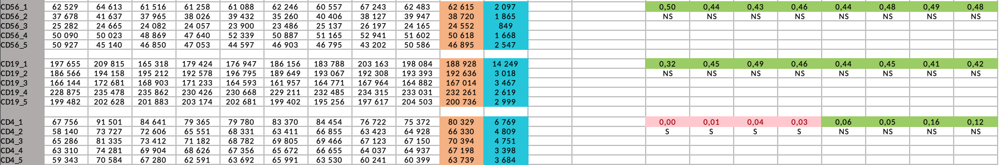 CD56_1 62 529 64 613 61 516 61 258 61 088 62 246 60 557 67 243 62 483 62 615 2 097 0,50 0,44 0,43 0,46 0,44 0,48 0,49 0,48
CD56_2 37 678 41 637 37 965 38 026 39 432 35 260 40 406 38 127 39 947 38 720 1 865 NS NS NS NS NS NS NS NS
CD56_3 25 282 24 665 24 082 24 057 23 900 23 486 25 137 26 197 24 165 24 552 849
CD56_4 50 090 50 023 48 869 47 640 52 339 50 887 51 165 52 941 51 602 50 618 1 668
CD56_5 50 927 45 140 46 850 47 053 44 597 46 903 46 795 43 202 50 586 46 895 2 547
CD19_1 197 655 209 815 165 318 179 424 176 947 186 156 183 788 203 163 198 084 188 928 14 249 0,32 0,45 0,49 0,46 0,44 0,45 0,41 0,42
CD19_2 186 566 194 158 195 212 192 578 196 795 189 649 193 067 192 308 193 393 192 636 3 018 NS NS NS NS NS NS NS NS
CD19_3 166 144 172 681 168 903 171 233 164 593 161 957 164 771 167 964 164 882 167 014 3 467
CD19_4 228 875 235 478 235 862 230 426 230 668 229 211 232 485 234 315 233 031 232 261 2 619
CD19_5 199 482 202 628 201 883 203 174 202 681 199 402 195 256 197 617 204 503 200 736 2 999
CD4_1 67 756 91 501 84 641 79 365 79 780 83 370 84 454 76 722 75 372 80 329 6 769 0,00 0,01 0,04 0,03 0,06 0,05 0,16 0,12
CD4_2 58 140 73 727 72 606 65 551 68 331 63 411 66 855 63 423 64 928 66 330 4 809 S S S S NS NS NS NS
CD4_3 65 286 81 335 73 412 71 182 68 782 69 805 69 466 67 123 67 150 70 394 4 751
CD4_4 63 310 74 281 69 904 68 626 67 356 65 672 66 655 64 037 64 937 67 198 3 398
CD4_5 59 343 70 584 67 280 62 591 63 692 65 991 63 530 60 241 60 399 63 739 3 684